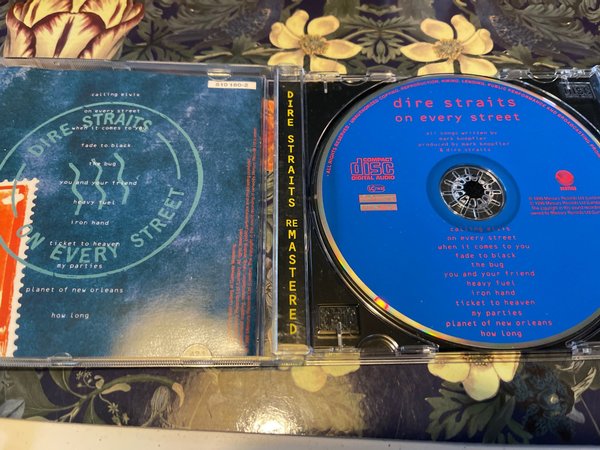 510 160-2
calling elvis
on every street
when it comes to you
fade to black
the bug
you and your friend
heavy fuel
iron hand
ticket to heaven
my parties
planet of new orleans
how long
DIRE STRAITS
ON EVERY STREET
DIRE STRAITS REMASTERED
dire straits
on every street
all songs written by
mark knopfler
produced by mark knopfler
& dire straits
COMPACT
disc
DIGITAL AUDIO
calling elvis
on every street
when it comes to you
fade to black
the bug
you and your friend
heavy fuel
iron hand
ticket to heaven
my parties
planet of new orleans
how long